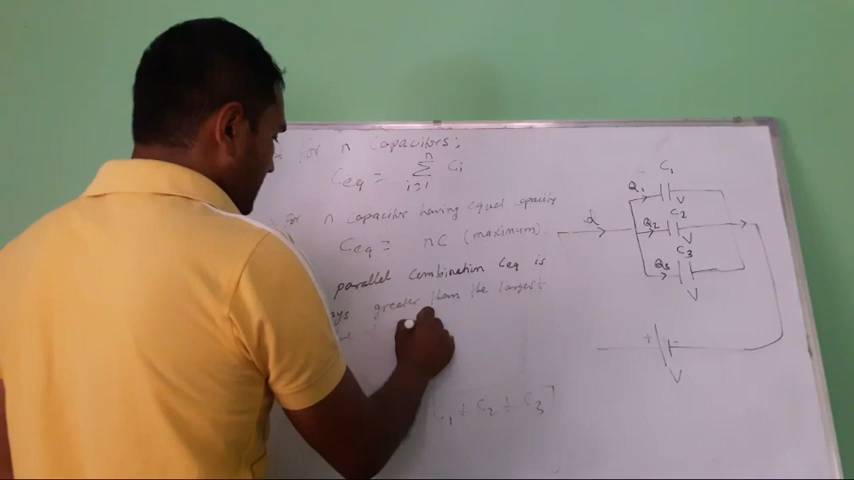 for n capacitors:
Ceq = n Σ i=1 Ci
For n capacitor having equal capacity
Ceq = nC (maximum)
parallel combination Ceq is
greater than the largest
C1 + C2 + C3]
Q
Q1
C1
V
Q2
C2
V
Q3
C3
V
+ -
V